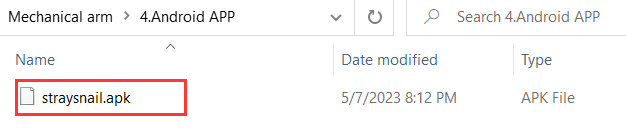 Mechanical arm > 4.Android APP
Search 4.Android APP
Name Date modified Type
straysnail.apk 5/7/2023 8:12 PM APK File